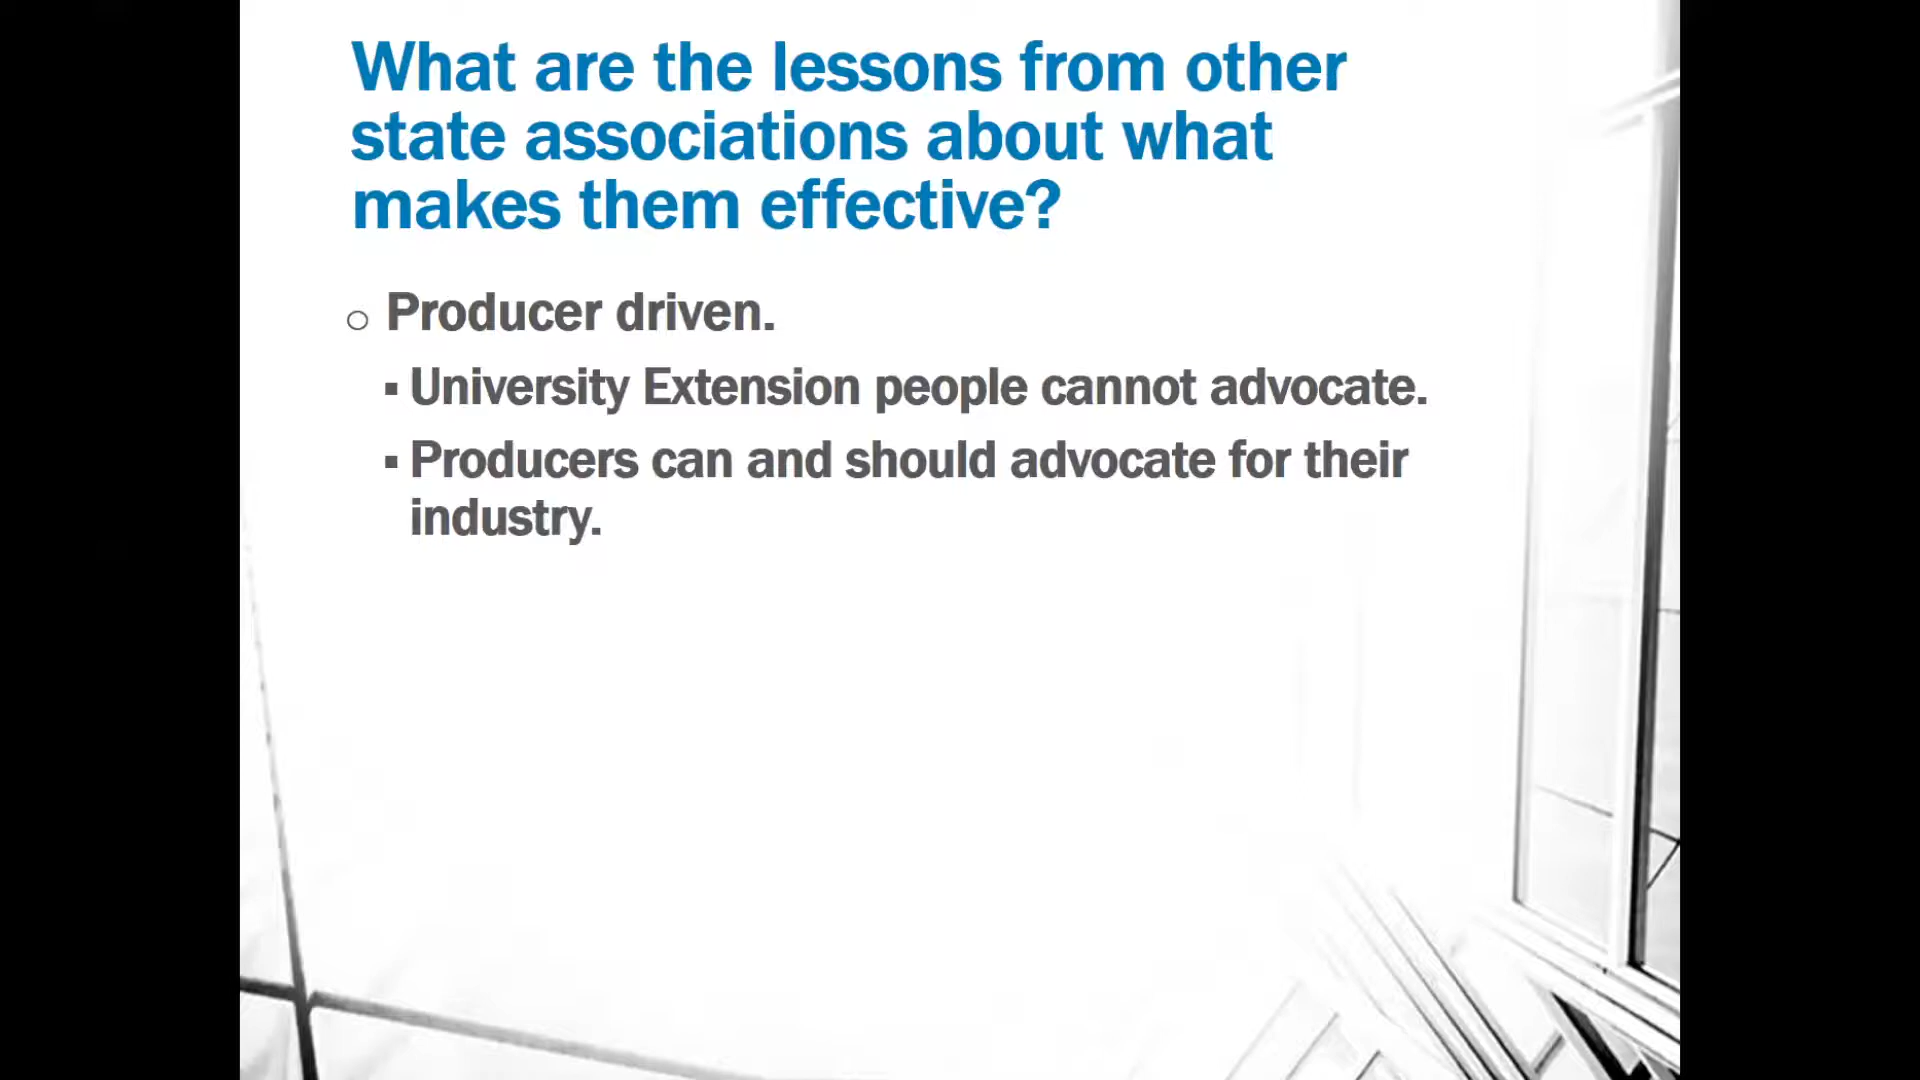 What are the lessons from other
state associations about what
makes them effective?
Producer driven.
University Extension people cannot advocate.
Producers can and should advocate for their
industry.